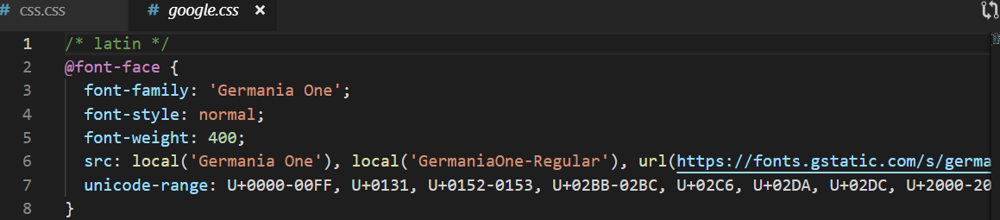 # css.css # google.css ×
1 /* latin */
2 @font-face {
3 font-family: 'Germania One';
4 font-style: normal;
5 font-weight: 400;
6 src: local('Germania One'), local('GermaniaOne-Regular'), url(https://fonts.gstatic.com/s/germa
7 unicode-range: U+0000-00FF, U+0131, U+0152-0153, U+02BB-02BC, U+02C6, U+02DA, U+02DC, U+2000-20
8 }